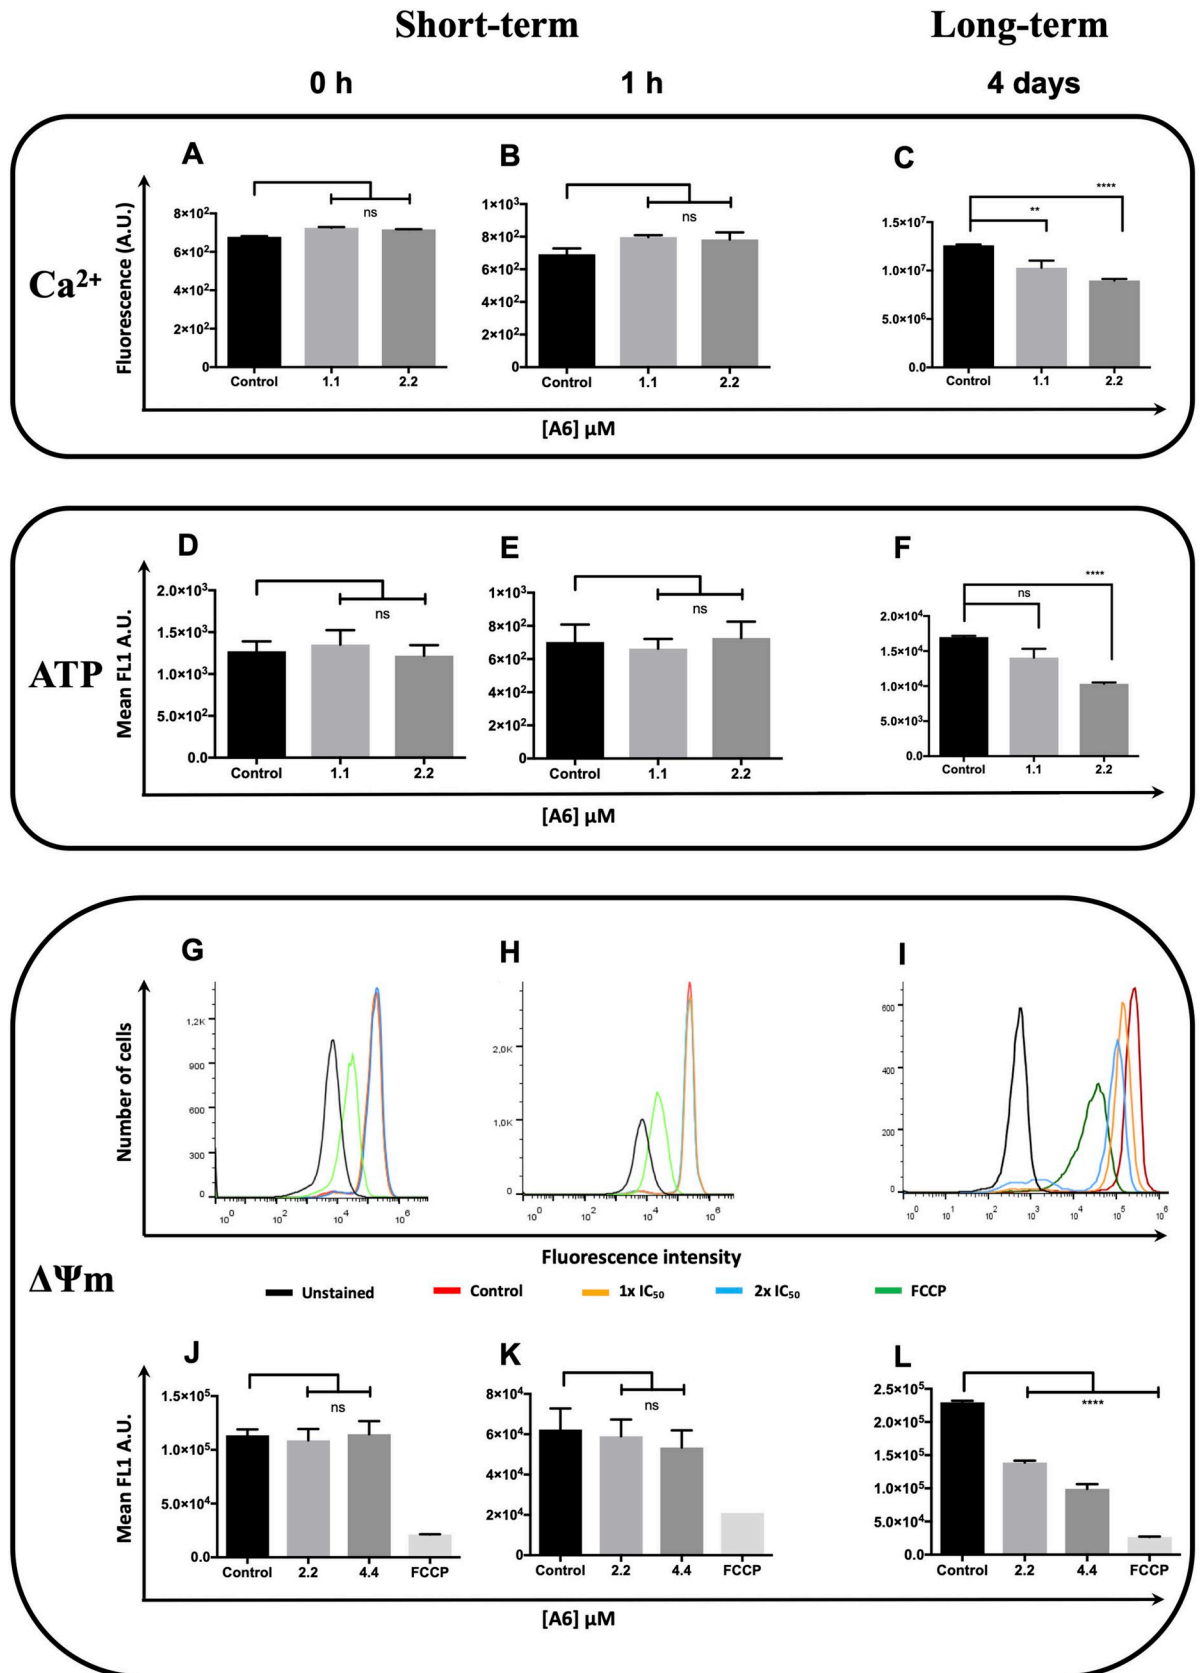 Short-term
Long-term
0 h
1 h
4 days
Ca²⁺
Fluorescence (A.U.)
A
ns
8×10²
6×10²
4×10²
2×10²
0
Control 1.1 2.2
B
ns
1×10³
8×10²
6×10²
4×10²
2×10²
0
Control 1.1 2.2
C
****
**
1.5×10⁷
1.0×10⁷
5.0×10⁶
0.0
Control 1.1 2.2
[A6] µM
ATP
Mean FL1 A.U.
D
ns
2.0×10³
1.5×10³
1.0×10³
5.0×10²
0.0
Control 1.1 2.2
E
ns
1×10³
8×10²
6×10²
4×10²
2×10²
0
Control 1.1 2.2
F
****
ns
2.0×10⁴
1.5×10⁴
1.0×10⁴
5.0×10³
0.0
Control 1.1 2.2
[A6] µM
ΔΨm
Number of cells
G
1,2K
900
600
300
0
10⁰ 10² 10⁴ 10⁶
H
2,0K
1,0K
0
10⁰ 10² 10⁴ 10⁶
I
600
400
200
0
10⁰ 10¹ 10² 10³ 10⁴ 10⁵ 10⁶
Fluorescence intensity
Unstained Control 1x IC₅₀ 2x IC₅₀ FCCP
Mean FL1 A.U.
J
ns
1.5×10⁵
1.0×10⁵
5.0×10⁴
0.0
Control 2.2 4.4 FCCP
K
ns
8×10⁴
6×10⁴
4×10⁴
2×10⁴
0
Control 2.2 4.4 FCCP
L
****
2.5×10⁵
2.0×10⁵
1.5×10⁵
1.0×10⁵
5.0×10⁴
0.0
Control 2.2 4.4 FCCP
[A6] µM